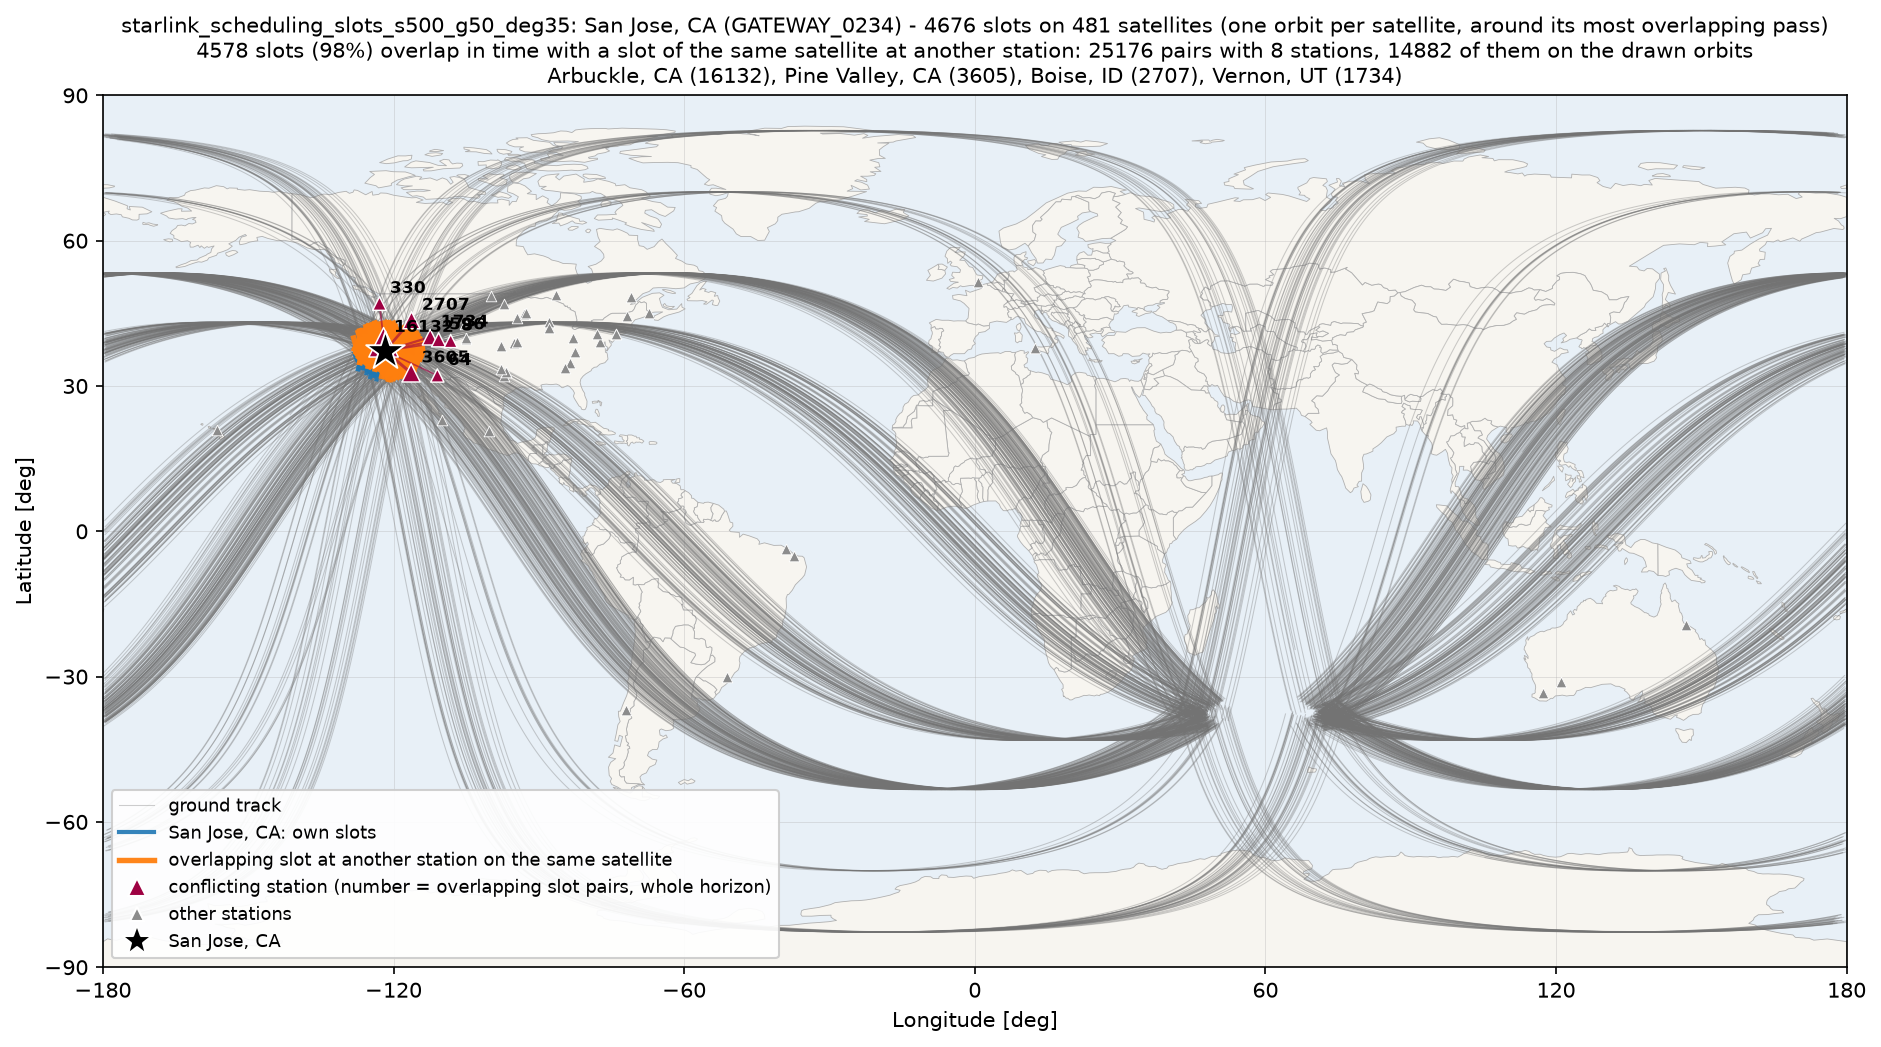 starlink_scheduling_slots_s500_g50_deg35: San Jose, CA (GATEWAY_0234) - 4676 slots on 481 satellites (one orbit per satellite, around its most overlapping pass)
4578 slots (98%) overlap in time with a slot of the same satellite at another station: 25176 pairs with 8 stations, 14882 of them on the drawn orbits
Arbuckle, CA (16132), Pine Valley, CA (3605), Boise, ID (2707), Vernon, UT (1734)
90
60
30
0
−30
−60
−90
Latitude [deg]
330
2707
1734
16132
3605
64
ground track
San Jose, CA: own slots
overlapping slot at another station on the same satellite
conflicting station (number = overlapping slot pairs, whole horizon)
other stations
San Jose, CA
−180
−120
−60
0
60
120
180
Longitude [deg]